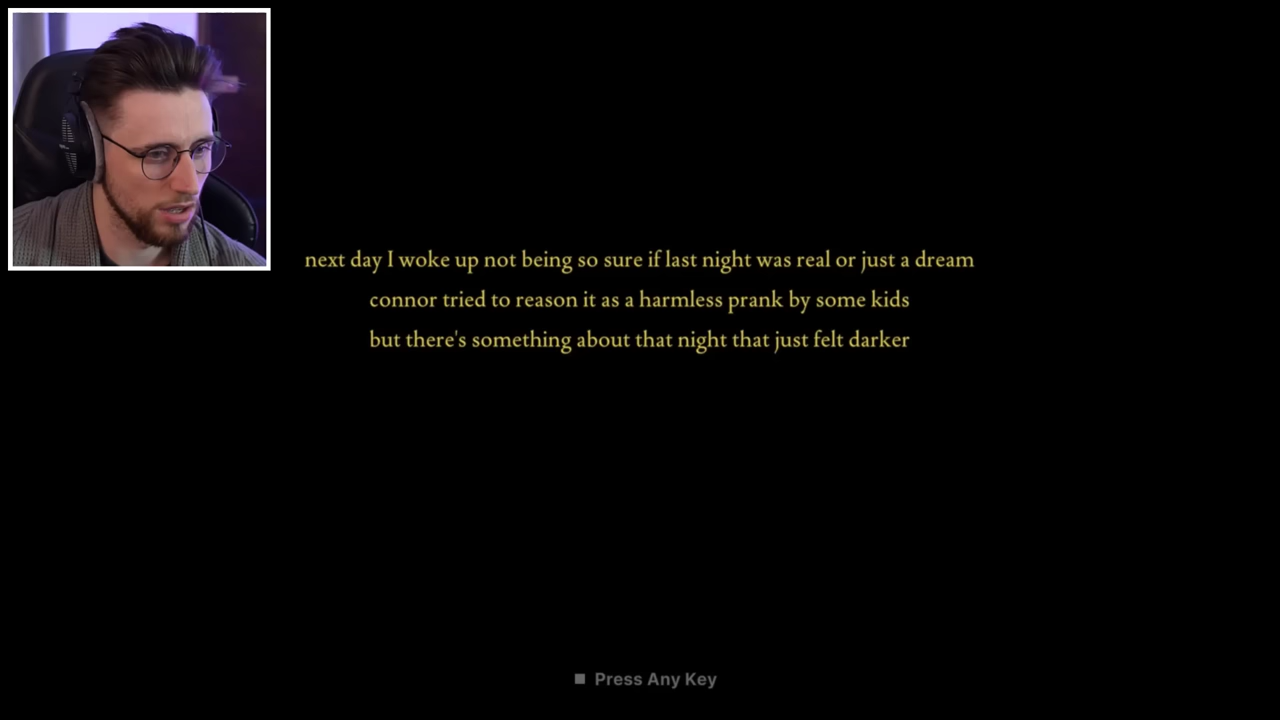 next day I woke up not being so sure if last night was real or just a dream
connor tried to reason it as a harmless prank by some kids
but there's something about that night that just felt darker
Press Any Key